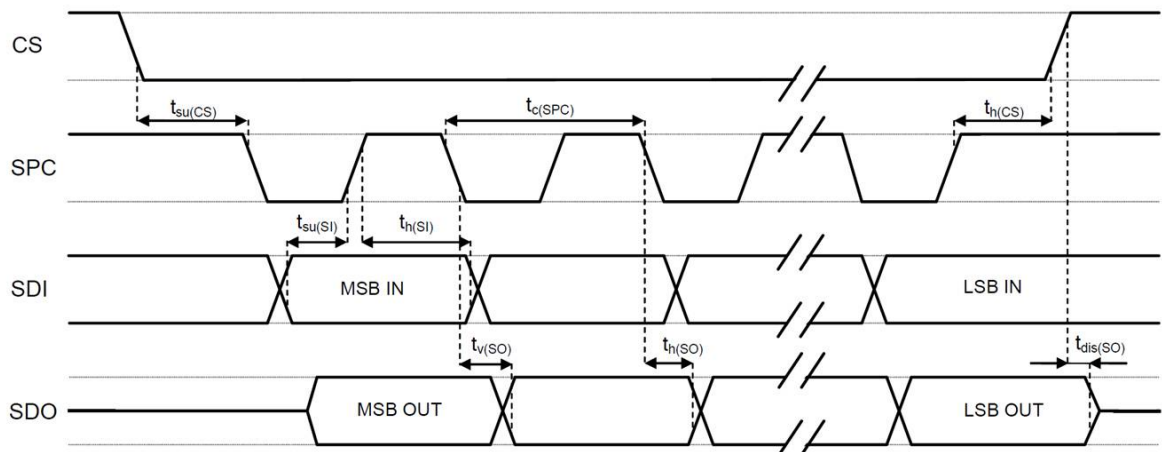 CS
t_su(CS) t_c(SPC) t_h(CS)
SPC
t_su(SI) t_h(SI)
SDI MSB IN LSB IN
t_v(SO) t_h(SO) t_dis(SO)
SDO MSB OUT LSB OUT